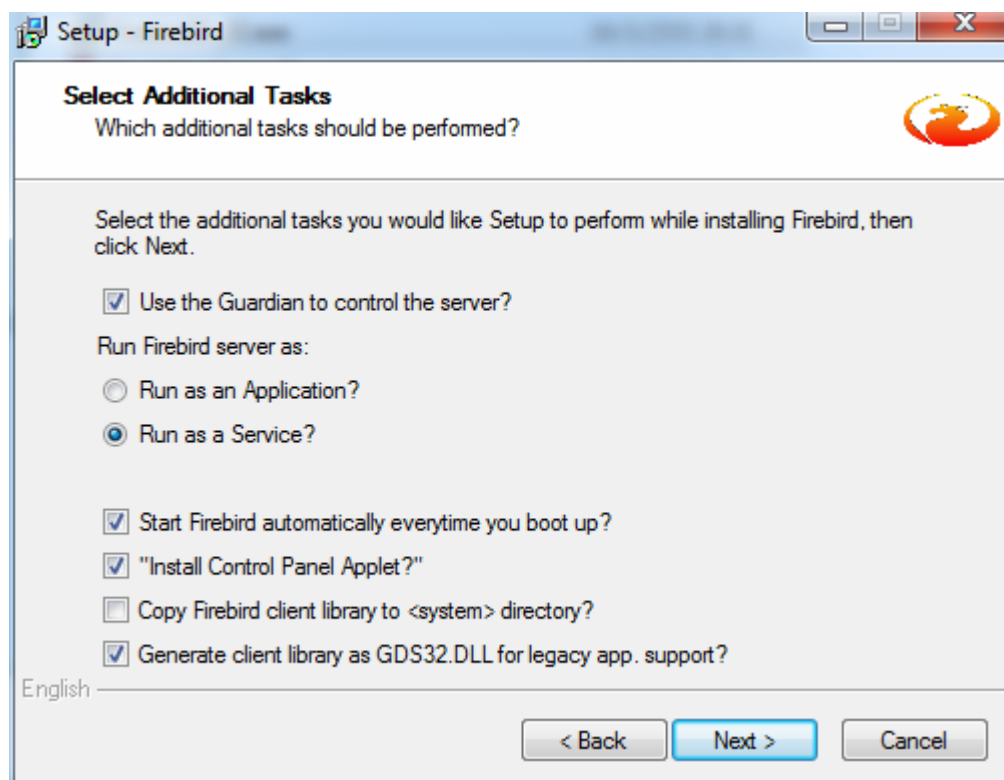 Setup - Firebird
Select Additional Tasks
Which additional tasks should be performed?
Select the additional tasks you would like Setup to perform while installing Firebird, then
click Next.
Use the Guardian to control the server?
Run Firebird server as:
Run as an Application?
Run as a Service?
Start Firebird automatically everytime you boot up?
"Install Control Panel Applet?"
Copy Firebird client library to <system> directory?
Generate client library as GDS32.DLL for legacy app. support?
English
< Back
Next >
Cancel